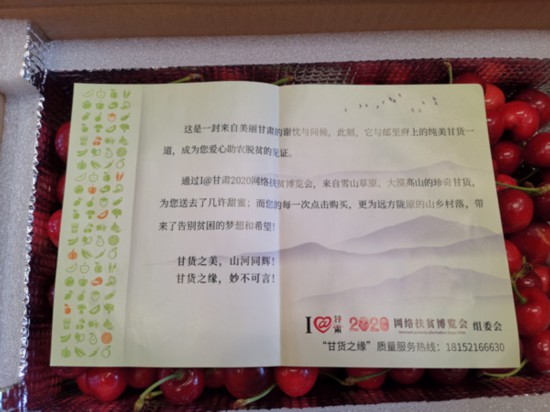 这是一封来自美丽甘肃的谢忱与问候，此刻，它与邮至府上的纯美甘货一
道，成为您爱心助农脱贫的见证。
通过I@甘肃2020网络扶贫博览会，来自雪山草原、大漠高山的珍奇甘货，
为您送去了几许甜蜜；而您的每一次点击购买，更为远方陇原的山乡村落，带
来了告别贫困的梦想和希望！
甘货之美，山河同辉！
甘货之缘，妙不可言！
I @ 甘肃 2020 网络扶贫博览会 组委会
“甘货之缘”质量服务热线：18152166630